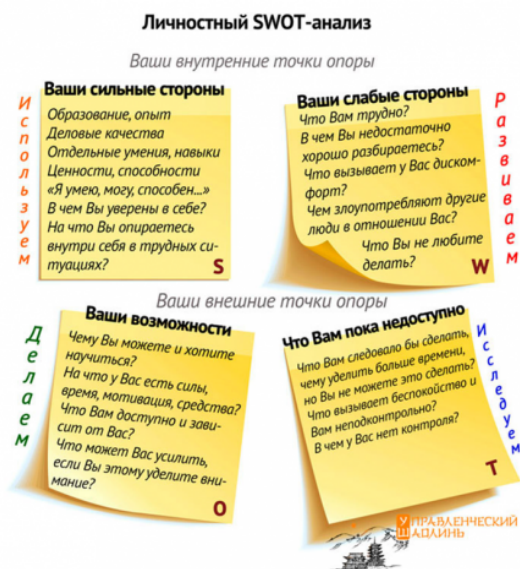 Личностный SWOT-анализ
Ваши внутренние точки опоры
Используем
Ваши сильные стороны
Образование, опыт
Деловые качества
Отдельные умения, навыки
Ценности, способности
«Я умею, могу, способен...»
В чем Вы уверены в себе?
На что Вы опираетесь
внутри себя в трудных си-
туациях?
S
Ваши слабые стороны
Что Вам трудно?
В чем Вы недостаточно
хорошо разбираетесь?
Что вызывает у Вас диском-
форт?
Чем злоупотребляют другие
люди в отношении Вас?
Что Вы не любите
делать?
W
Развиваем
Ваши внешние точки опоры
Делаем
Ваши возможности
Чему Вы можете и хотите
научиться?
На что у Вас есть силы,
время, мотивация, средства?
Что Вам доступно и зави-
сит от Вас?
Что может Вас усилить,
если Вы этому уделите вни-
мание?
O
Что Вам пока недоступно
Что Вам следовало бы сделать,
чему уделить больше времени,
но Вы не можете это сделать?
Что вызывает беспокойство и
Вам неподконтрольно?
В чем у Вас нет контроля?
T
Исследуем
УПРАВЛЕНЧЕСКИЙ
ШАОЛИНЬ